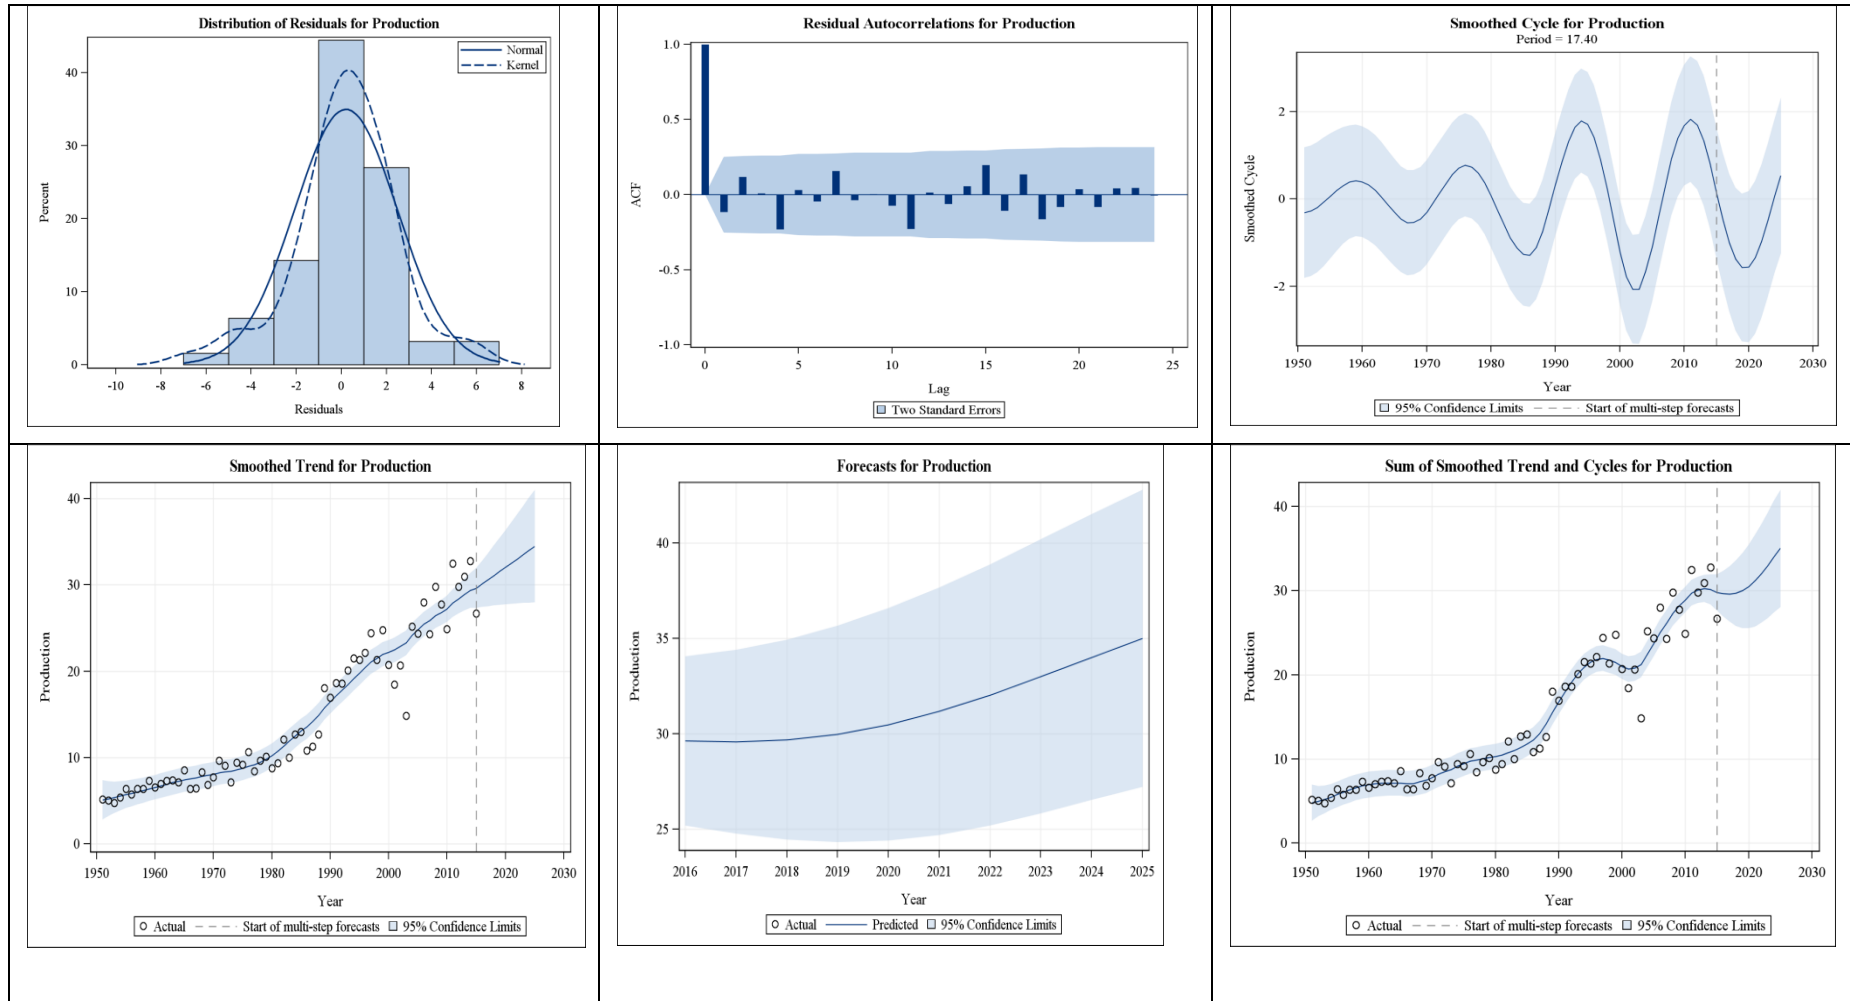 Distribution of Residuals for Production
Normal
Kernel
40
30
20
10
0
Percent
-10 -8 -6 -4 -2 0 2 4 6 8
Residuals
Residual Autocorrelations for Production
1.0
0.5
0.0
-0.5
-1.0
ACF
0 5 10 15 20 25
Lag
Two Standard Errors
Smoothed Cycle for Production
Period = 17.40
2
0
-2
Smoothed Cycle
1950 1960 1970 1980 1990 2000 2010 2020 2030
Year
95% Confidence Limits Start of multi-step forecasts
Smoothed Trend for Production
40
30
20
10
0
Production
1950 1960 1970 1980 1990 2000 2010 2020 2030
Year
Actual Start of multi-step forecasts 95% Confidence Limits
Forecasts for Production
40
35
30
25
Production
2016 2017 2018 2019 2020 2021 2022 2023 2024 2025
Year
Actual Predicted 95% Confidence Limits
Sum of Smoothed Trend and Cycles for Production
40
30
20
10
0
Production
1950 1960 1970 1980 1990 2000 2010 2020 2030
Year
Actual Start of multi-step forecasts 95% Confidence Limits